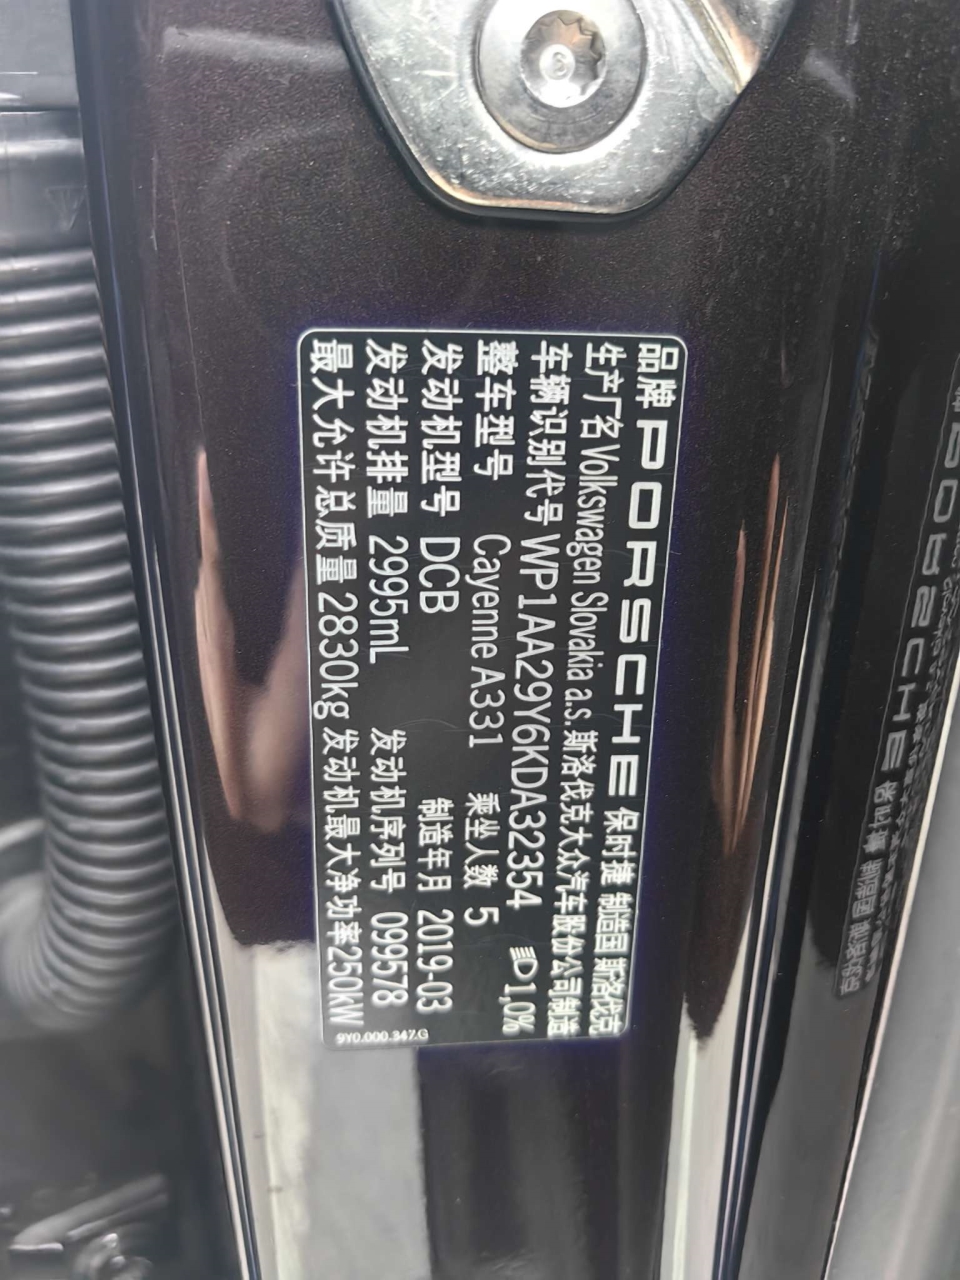 品牌 PORSCHE 保时捷 制造国 斯洛伐克
生产厂名 Volkswagen Slovakia a.s. 斯洛伐克大众汽车股份公司制造
车辆识别代号 WP1AA29Y6KDA32354 1,0%
整车型号 Cayenne A331 乘坐人数 5
发动机型号 DCB 制造年月 2019-03
发动机排量 2995mL 发动机序列号 099578
最大允许总质量 2830kg 发动机最大净功率 250kW
9Y0.000.347.G